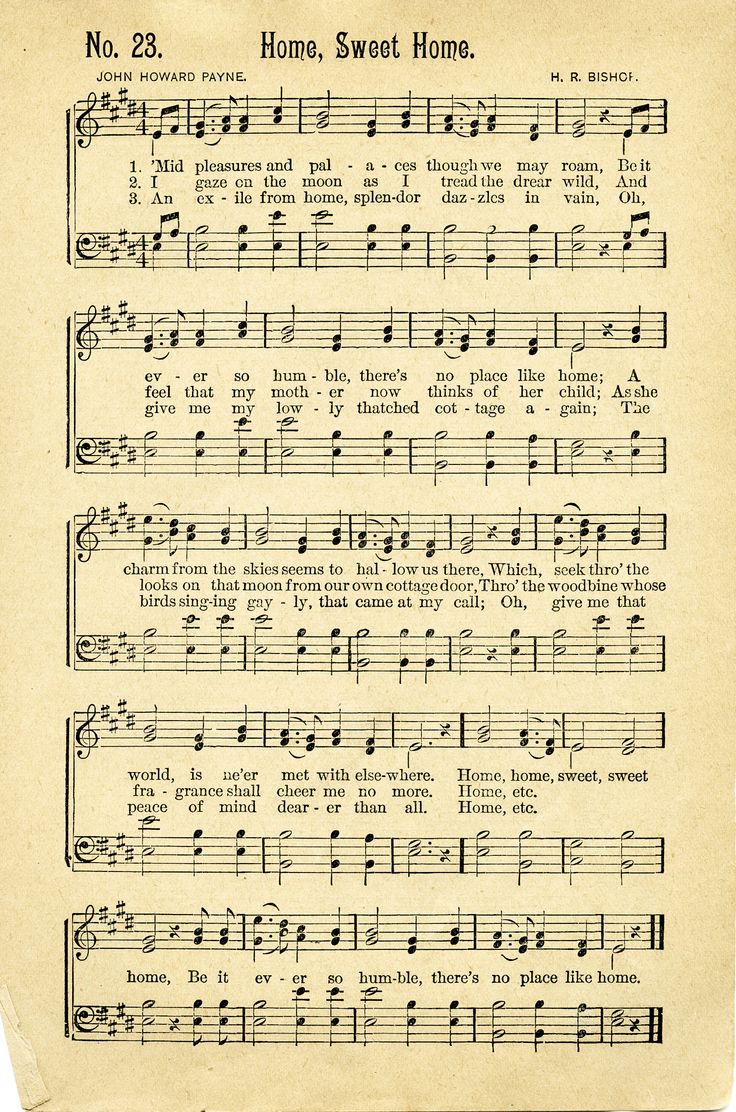 No. 23. Home, Sweet Home.
JOHN HOWARD PAYNE. H. R. BISHOP.
1. 'Mid pleasures and pal - a - ces though we may roam, Be it
2. I gaze on the moon as I tread the drear wild, And
3. An ex - ile from home, splen-dor daz-zles in vain, Oh,
ev - er so hum - ble, there's no place like home; A
feel that my moth - er now thinks of her child; As she
give me my low - ly thatched cot - tage a - gain; The
charm from the skies seems to hal - low us there, Which, seek thro' the
looks on that moon from our own cottage door, Thro' the woodbine whose
birds sing-ing gay - ly, that came at my call; Oh, give me that
world, is ne'er met with else-where. Home, home, sweet, sweet
fra - grance shall cheer me no more. Home, etc.
peace of mind dear - er than all. Home, etc.
home, Be it ev - er so hum-ble, there's no place like home.